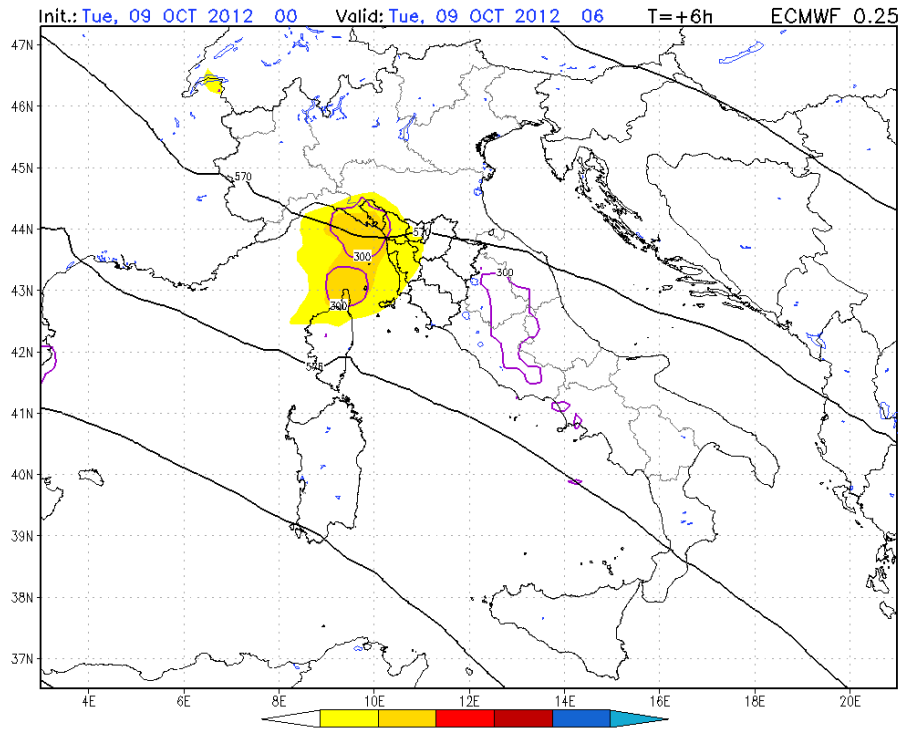 Init.: Tue, 09 OCT 2012 00 Valid: Tue, 09 OCT 2012 06 T=+6h ECMWF 0.25
47N
46N
45N
570
44N
300
300
43N
300
42N
41N
40N
39N
38N
37N
4E 6E 8E 10E 12E 14E 16E 18E 20E